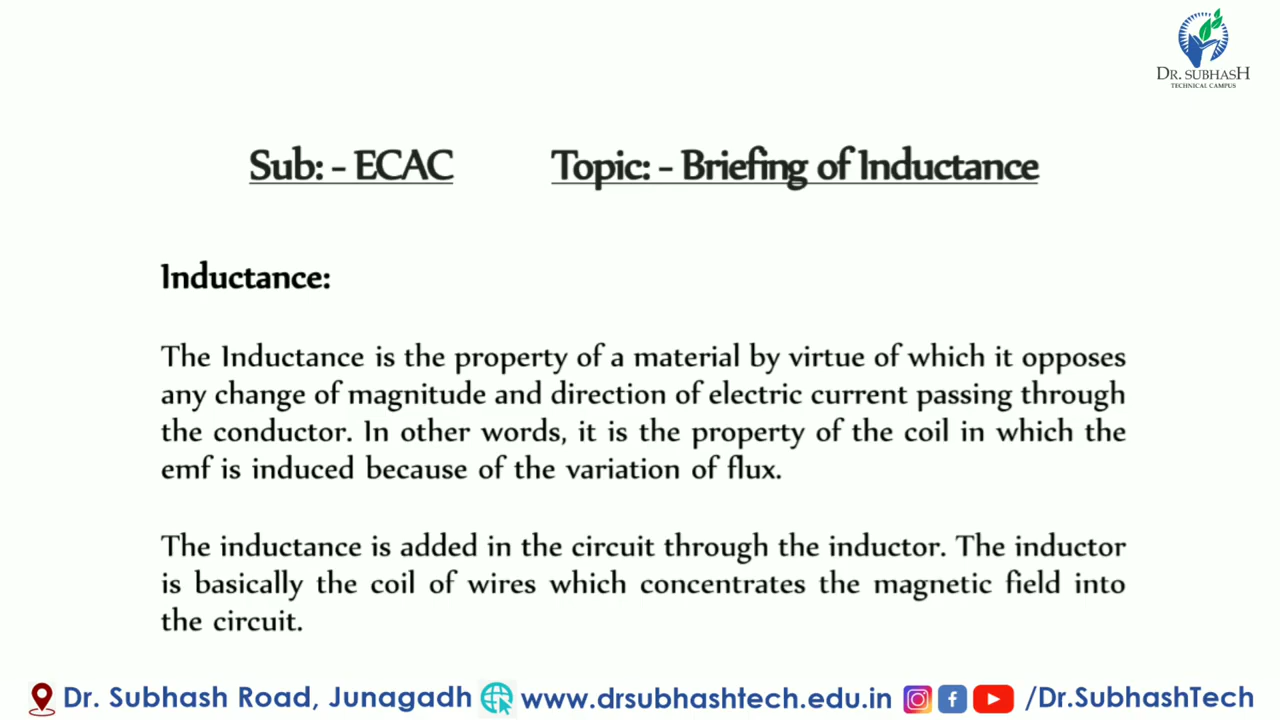 DR. SUBHASH
TECHNICAL CAMPUS
Sub: - ECAC Topic: - Briefing of Inductance
Inductance:
The Inductance is the property of a material by virtue of which it opposes
any change of magnitude and direction of electric current passing through
the conductor. In other words, it is the property of the coil in which the
emf is induced because of the variation of flux.
The inductance is added in the circuit through the inductor. The inductor
is basically the coil of wires which concentrates the magnetic field into
the circuit.
Dr. Subhash Road, Junagadh www.drsubhashtech.edu.in /Dr.SubhashTech